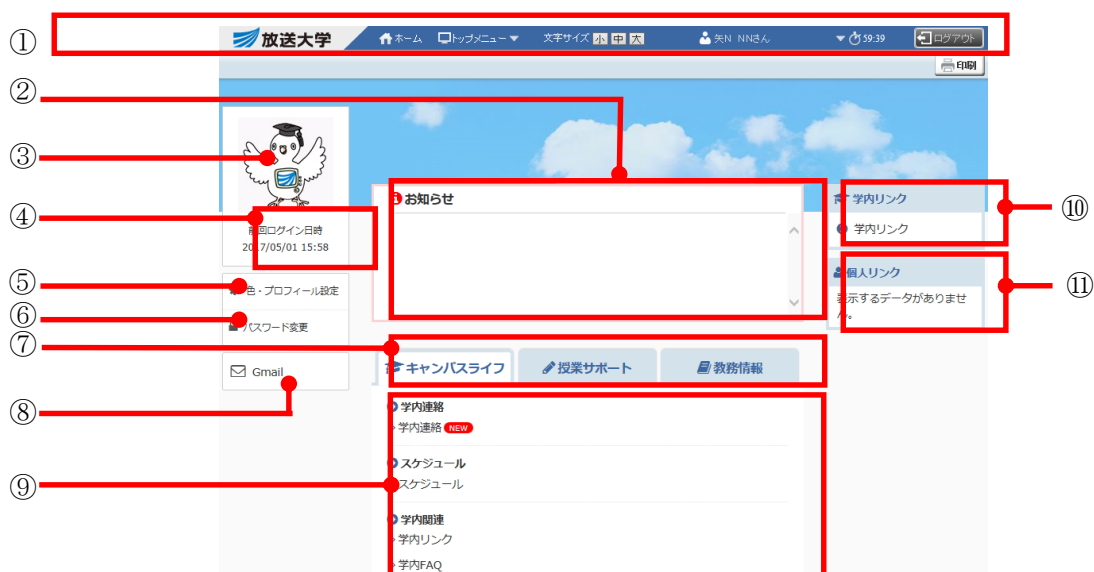 ①
放送大学 ホーム トップメニュー▼ 文字サイズ 小 中 大 矢N NNさん ▼ 59:39 ログアウト
印刷
②
③
④
前回ログイン日時
2017/05/01 15:58
お知らせ
学内リンク
学内リンク
⑩
個人リンク
表示するデータがありませ
ん。
⑪
⑤
色・プロフィール設定
⑥
パスワード変更
⑦
キャンパスライフ 授業サポート 教務情報
Gmail
⑧
学内連絡
学内連絡 NEW
スケジュール
スケジュール
⑨
学内関連
学内リンク
学内FAQ